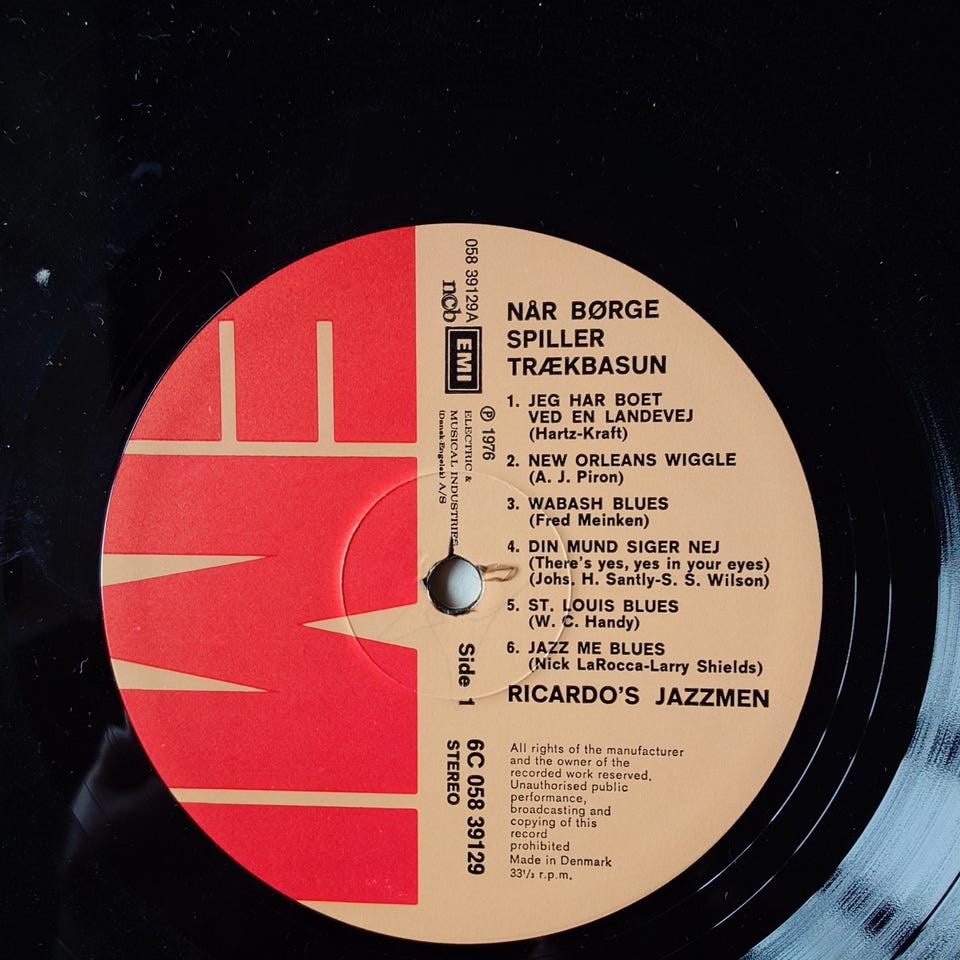 EMI
058 39129A
ncb
EMI
℗ 1976
ELECTRIC &
MUSICAL INDUSTRIES
(Dansk-Engelsk) A/S
Side 1
6C 058 39129
STEREO
NÅR BØRGE
SPILLER
TRÆKBASUN
1. JEG HAR BOET
VED EN LANDEVEJ
(Hartz-Kraft)
2. NEW ORLEANS WIGGLE
(A. J. Piron)
3. WABASH BLUES
(Fred Meinken)
4. DIN MUND SIGER NEJ
(There's yes, yes in your eyes)
(Johs. H. Santly-S. S. Wilson)
5. ST. LOUIS BLUES
(W. C. Handy)
6. JAZZ ME BLUES
(Nick LaRocca-Larry Shields)
RICARDO'S JAZZMEN
All rights of the manufacturer
and the owner of the
recorded work reserved.
Unauthorised public
performance,
broadcasting and
copying of this
record
prohibited
Made in Denmark
33⅓ r.p.m.